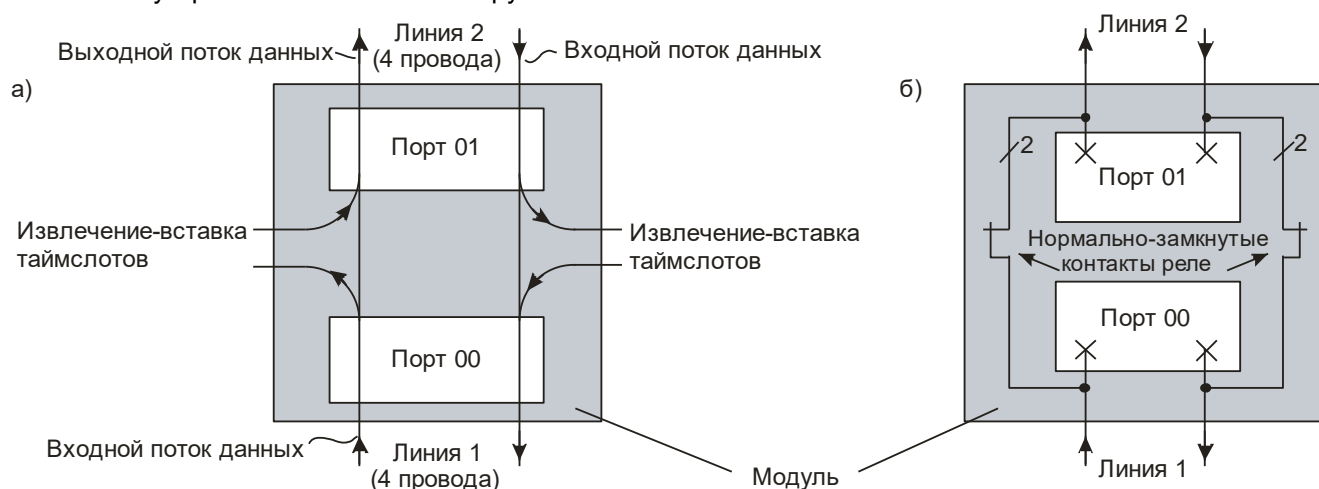 Выходной поток данных
Линия 2
(4 провода)
Входной поток данных
а)
Порт 01
Извлечение-вставка
таймслотов
Извлечение-вставка
таймслотов
Порт 00
Входной поток данных
Линия 1
(4 провода)
Модуль
б)
Линия 2
2
2
Порт 01
Нормально-замкнутые
контакты реле
Порт 00
Линия 1